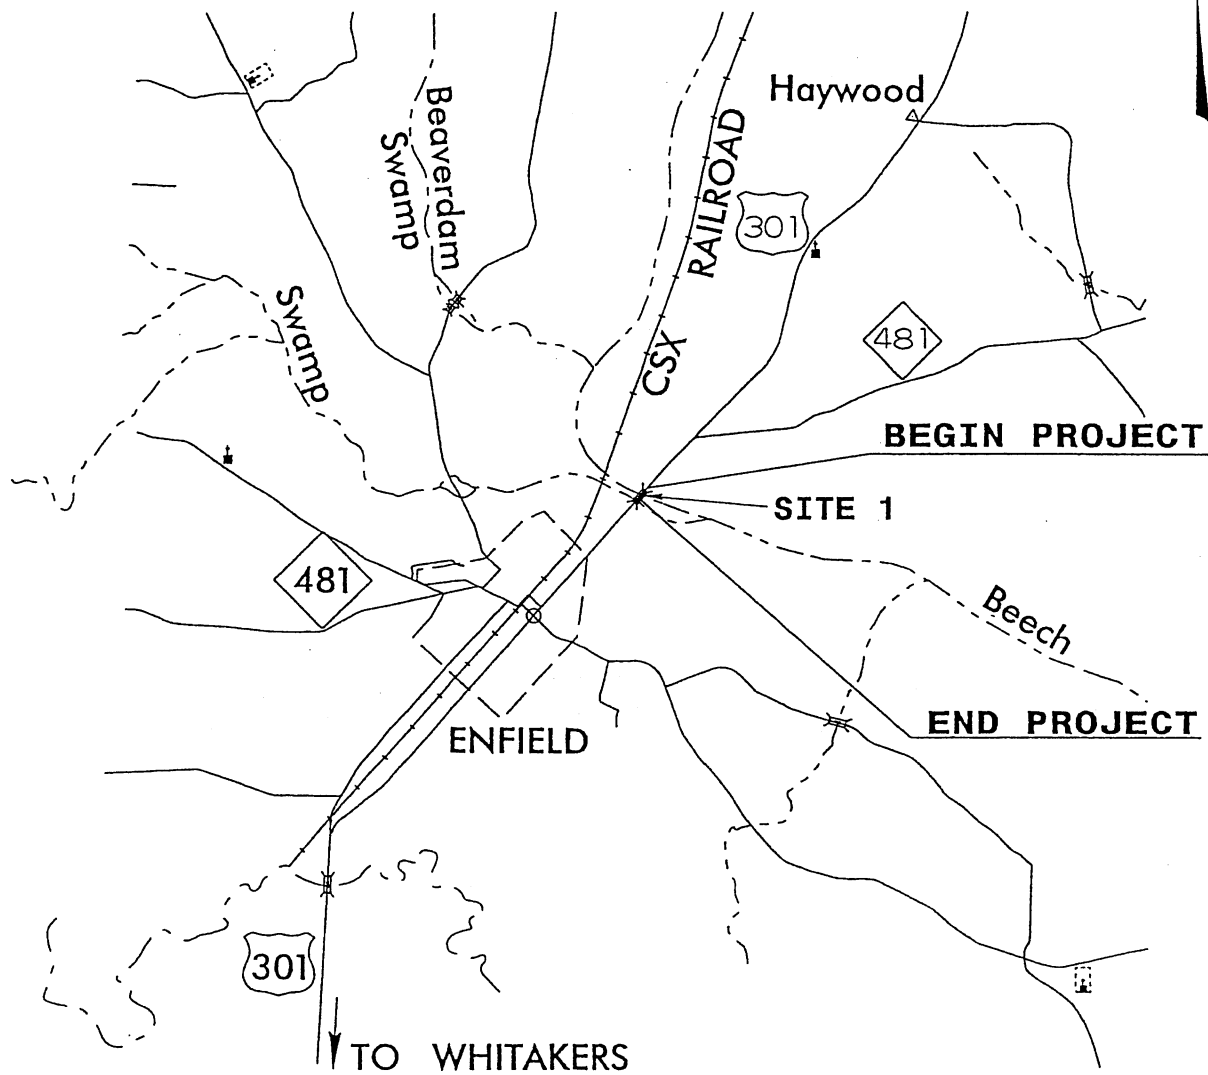 Haywood
Beaverdam
Swamp
CSX RAILROAD
301
Swamp
481
BEGIN PROJECT
SITE 1
481
Beech
END PROJECT
ENFIELD
301
TO WHITAKERS